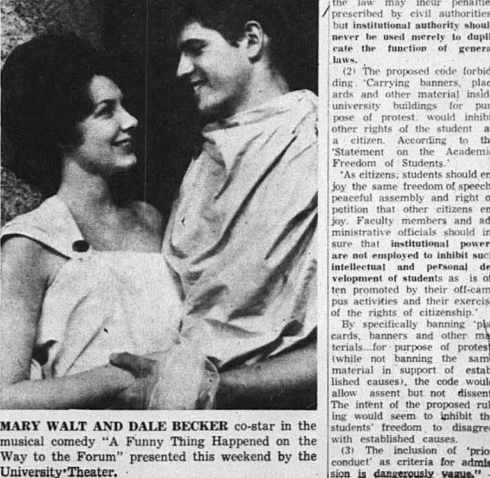 MARY WALT AND DALE BECKER co-star in the
musical comedy "A Funny Thing Happened on
the Way to the Forum" presented this weekend by the
University Theater.
the law may incur penaltie
prescribed by civil authorities
but institutional authority shoul
never be used merely to dupli
cate the function of genera
laws.
(2) The proposed code forbid
ding 'Carrying banners, plac
ards and other material insid
university buildings for pur
pose of protest. would inhibi
other rights of the student a
a citizen. According to th
'Statement on the Academi
Freedom of Students.'
'As citizens, students should en
joy the same freedom of speech
peaceful assembly and right o
petition that other citizens en
joy. Faculty members and ad
ministrative officials should in
sure that institutional power
are not employed to inhibit suc
intellectual and personal de
velopment of students as is of
ten promoted by their off-cam
pus activities and their exercis
of the rights of citizenship.'
By specifically banning 'pla
cards, banners and other ma
terials...for purpose of protest
(while not banning the sam
material in support of estab
lished causes), the code woul
allow assent but not dissent
The intent of the proposed rul
ing would seem to inhibit th
students' freedom to disagre
with established causes.
(3) The inclusion of 'prio
conduct' as criteria for admis
sion is dangerously vague."